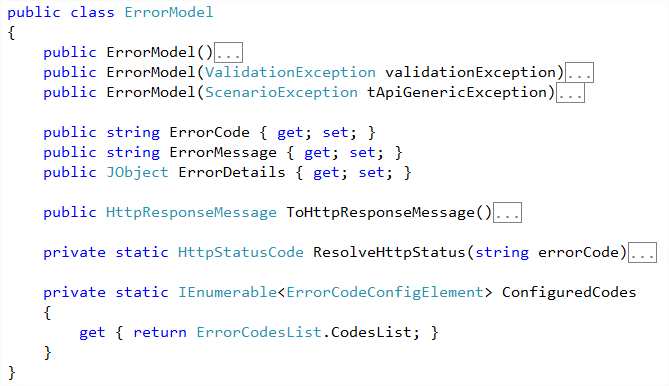 public class ErrorModel
{
    public ErrorModel()...
    public ErrorModel(ValidationException validationException)...
    public ErrorModel(ScenarioException tApiGenericException)...

    public string ErrorCode { get; set; }
    public string ErrorMessage { get; set; }
    public JObject ErrorDetails { get; set; }

    public HttpResponseMessage ToHttpResponseMessage()...

    private static HttpStatusCode ResolveHttpStatus(string errorCode)...

    private static IEnumerable<ErrorCodeConfigElement> ConfiguredCodes
    {
        get { return ErrorCodesList.CodesList; }
    }
}